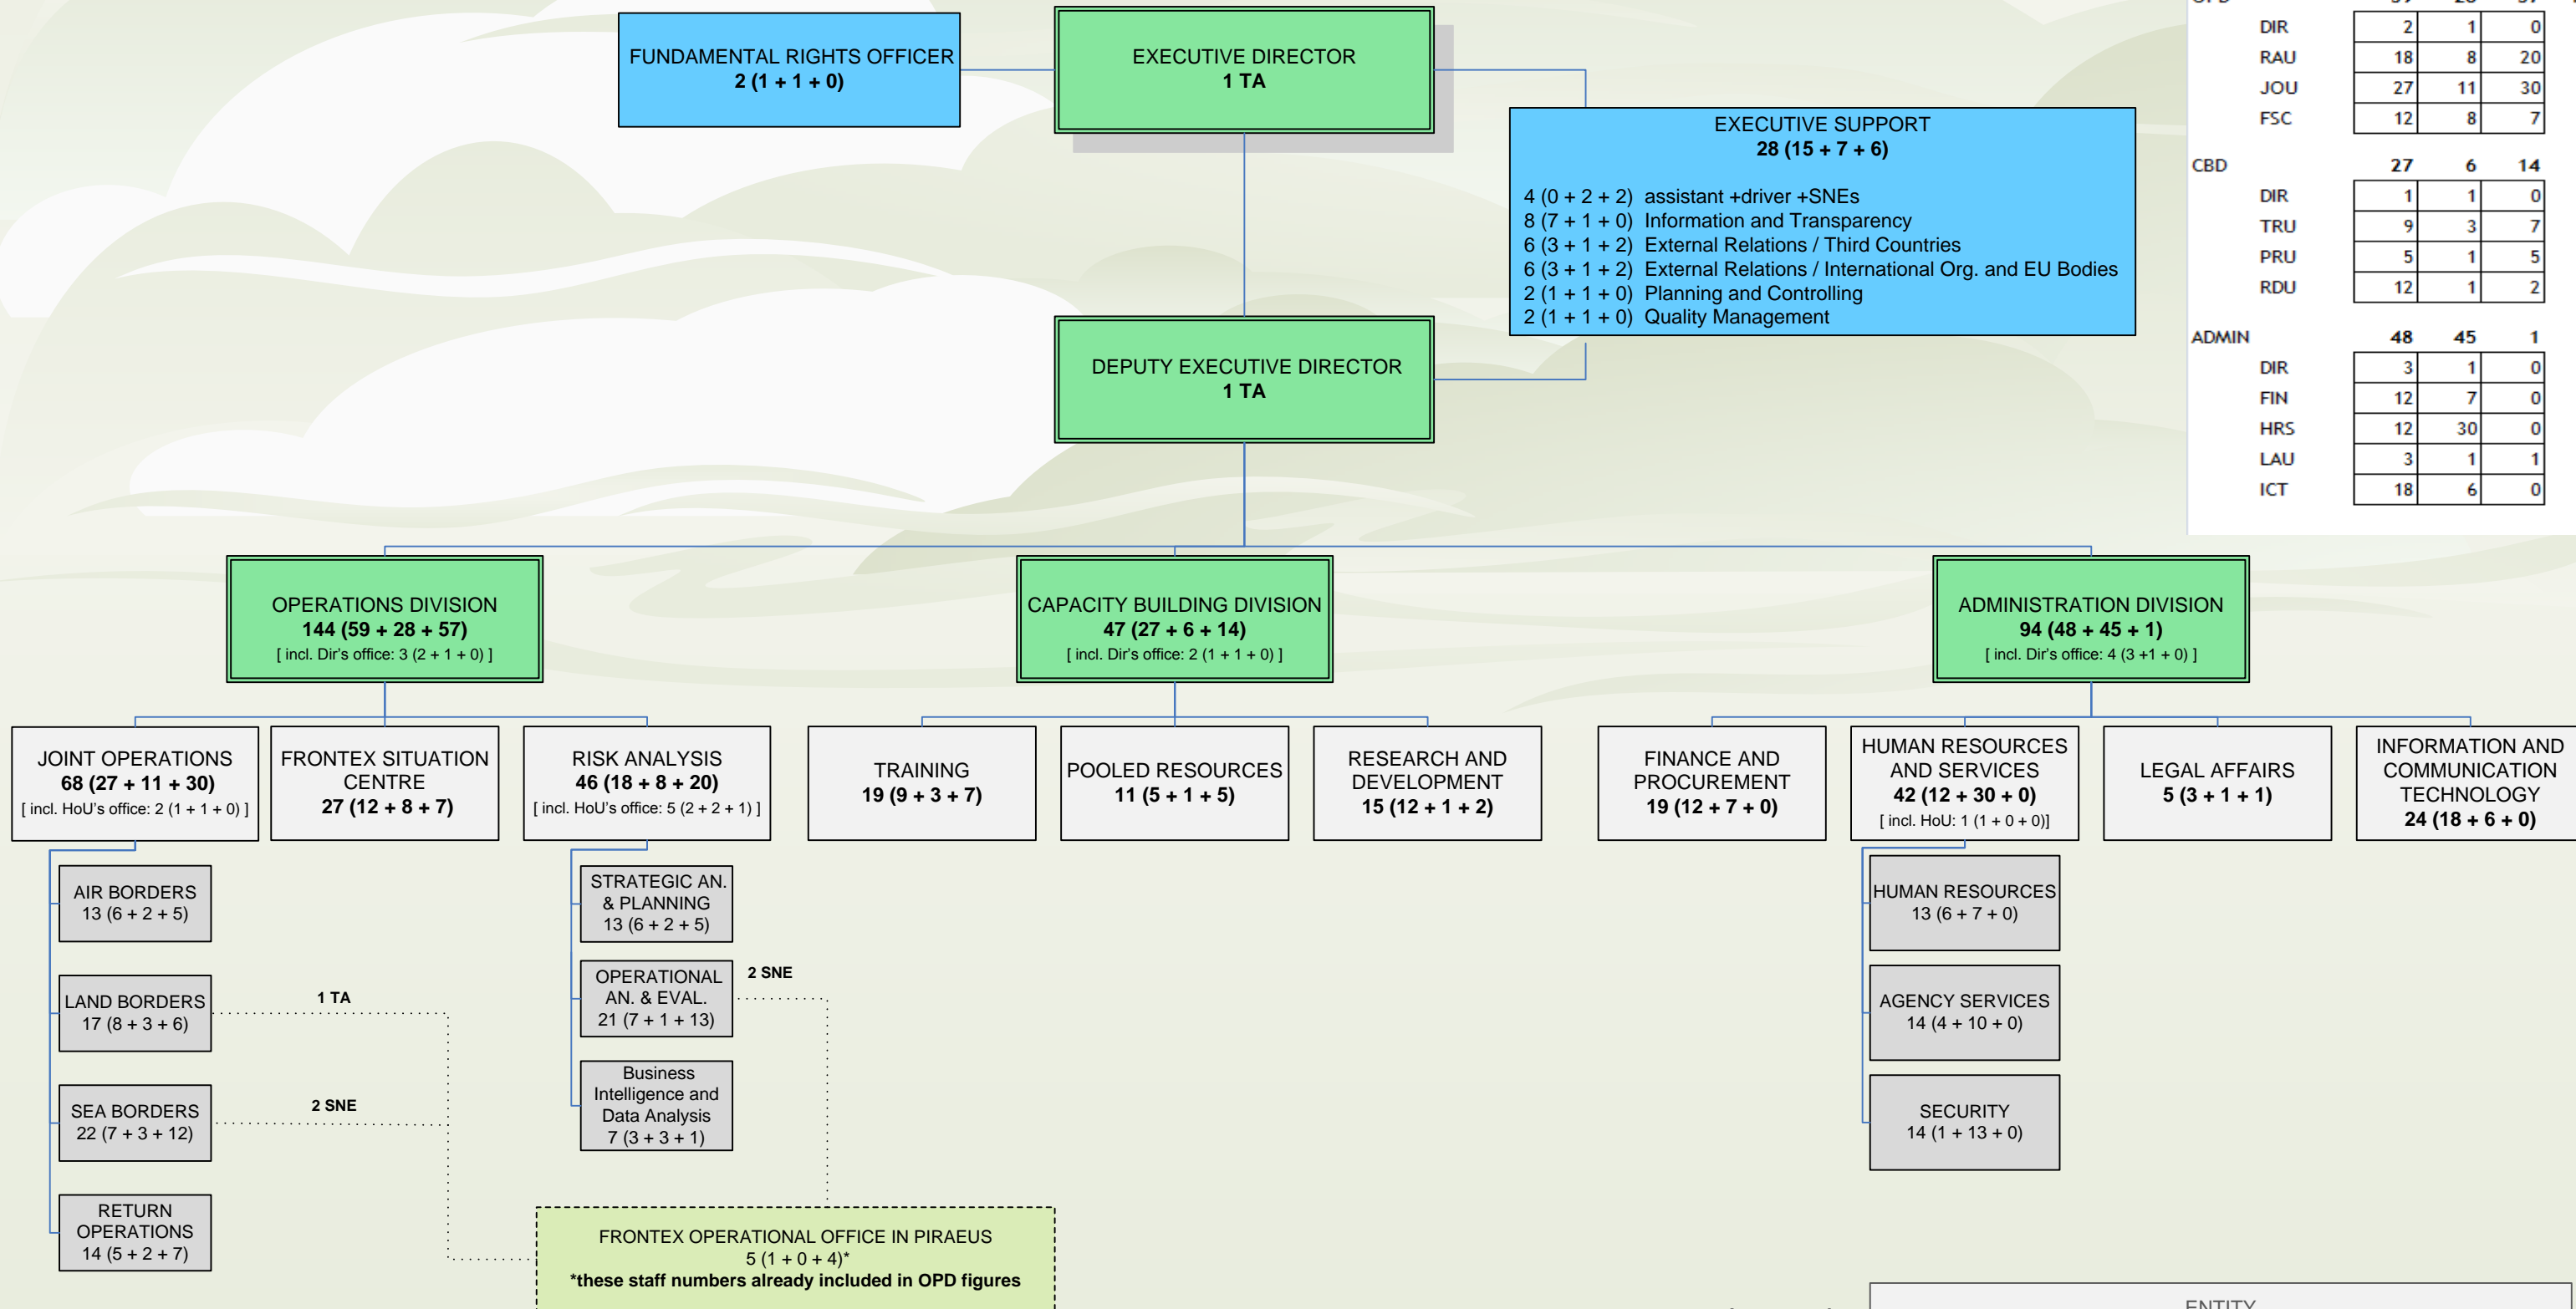 FUNDAMENTAL RIGHTS OFFICER
2 (1 + 1 + 0)
EXECUTIVE DIRECTOR
1 TA
EXECUTIVE SUPPORT
28 (15 + 7 + 6)
4 (0 + 2 + 2) assistant +driver +SNEs
8 (7 + 1 + 0) Information and Transparency
6 (3 + 1 + 2) External Relations / Third Countries
6 (3 + 1 + 2) External Relations / International Org. and EU Bodies
2 (1 + 1 + 0) Planning and Controlling
2 (1 + 1 + 0) Quality Management
DEPUTY EXECUTIVE DIRECTOR
1 TA
DIR 2 1 0
RAU 18 8 20
JOU 27 11 30
FSC 12 8 7
CBD 27 6 14
DIR 1 1 0
TRU 9 3 7
PRU 5 1 5
RDU 12 1 2
ADMIN 48 45 1
DIR 3 1 0
FIN 12 7 0
HRS 12 30 0
LAU 3 1 1
ICT 18 6 0
OPERATIONS DIVISION
144 (59 + 28 + 57)
[ incl. Dir's office: 3 (2 + 1 + 0) ]
CAPACITY BUILDING DIVISION
47 (27 + 6 + 14)
[ incl. Dir's office: 2 (1 + 1 + 0) ]
ADMINISTRATION DIVISION
94 (48 + 45 + 1)
[ incl. Dir's office: 4 (3 +1 + 0) ]
JOINT OPERATIONS
68 (27 + 11 + 30)
[ incl. HoU's office: 2 (1 + 1 + 0) ]
FRONTEX SITUATION
CENTRE
27 (12 + 8 + 7)
RISK ANALYSIS
46 (18 + 8 + 20)
[ incl. HoU's office: 5 (2 + 2 + 1) ]
TRAINING
19 (9 + 3 + 7)
POOLED RESOURCES
11 (5 + 1 + 5)
RESEARCH AND
DEVELOPMENT
15 (12 + 1 + 2)
FINANCE AND
PROCUREMENT
19 (12 + 7 + 0)
HUMAN RESOURCES
AND SERVICES
42 (12 + 30 + 0)
[ incl. HoU: 1 (1 + 0 + 0)]
LEGAL AFFAIRS
5 (3 + 1 + 1)
INFORMATION AND
COMMUNICATION
TECHNOLOGY
24 (18 + 6 + 0)
AIR BORDERS
13 (6 + 2 + 5)
LAND BORDERS
17 (8 + 3 + 6)
1 TA
SEA BORDERS
22 (7 + 3 + 12)
2 SNE
RETURN
OPERATIONS
14 (5 + 2 + 7)
STRATEGIC AN.
& PLANNING
13 (6 + 2 + 5)
OPERATIONAL
AN. & EVAL.
21 (7 + 1 + 13)
2 SNE
Business
Intelligence and
Data Analysis
7 (3 + 3 + 1)
HUMAN RESOURCES
13 (6 + 7 + 0)
AGENCY SERVICES
14 (4 + 10 + 0)
SECURITY
14 (1 + 13 + 0)
FRONTEX OPERATIONAL OFFICE IN PIRAEUS
5 (1 + 0 + 4)*
*these staff numbers already included in OPD figures
ENTITY